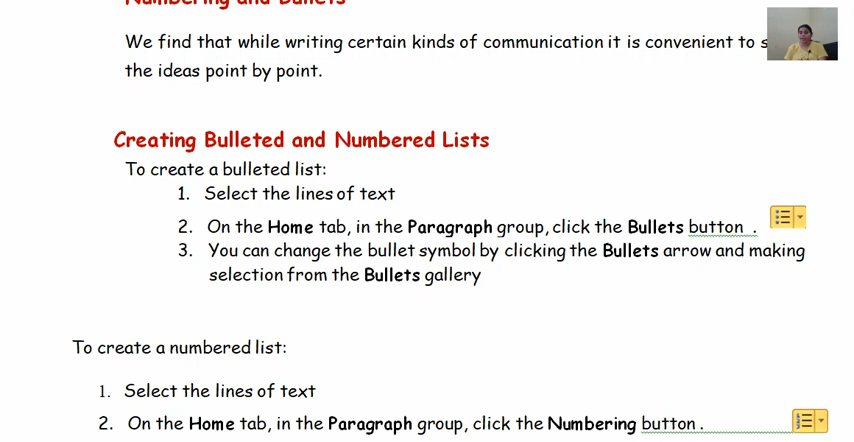 Numbering and Bullets
We find that while writing certain kinds of communication it is convenient to
the ideas point by point.
Creating Bulleted and Numbered Lists
To create a bulleted list:
1. Select the lines of text
2. On the Home tab, in the Paragraph group, click the Bullets button .
3. You can change the bullet symbol by clicking the Bullets arrow and making
selection from the Bullets gallery
To create a numbered list:
1. Select the lines of text
2. On the Home tab, in the Paragraph group, click the Numbering button .